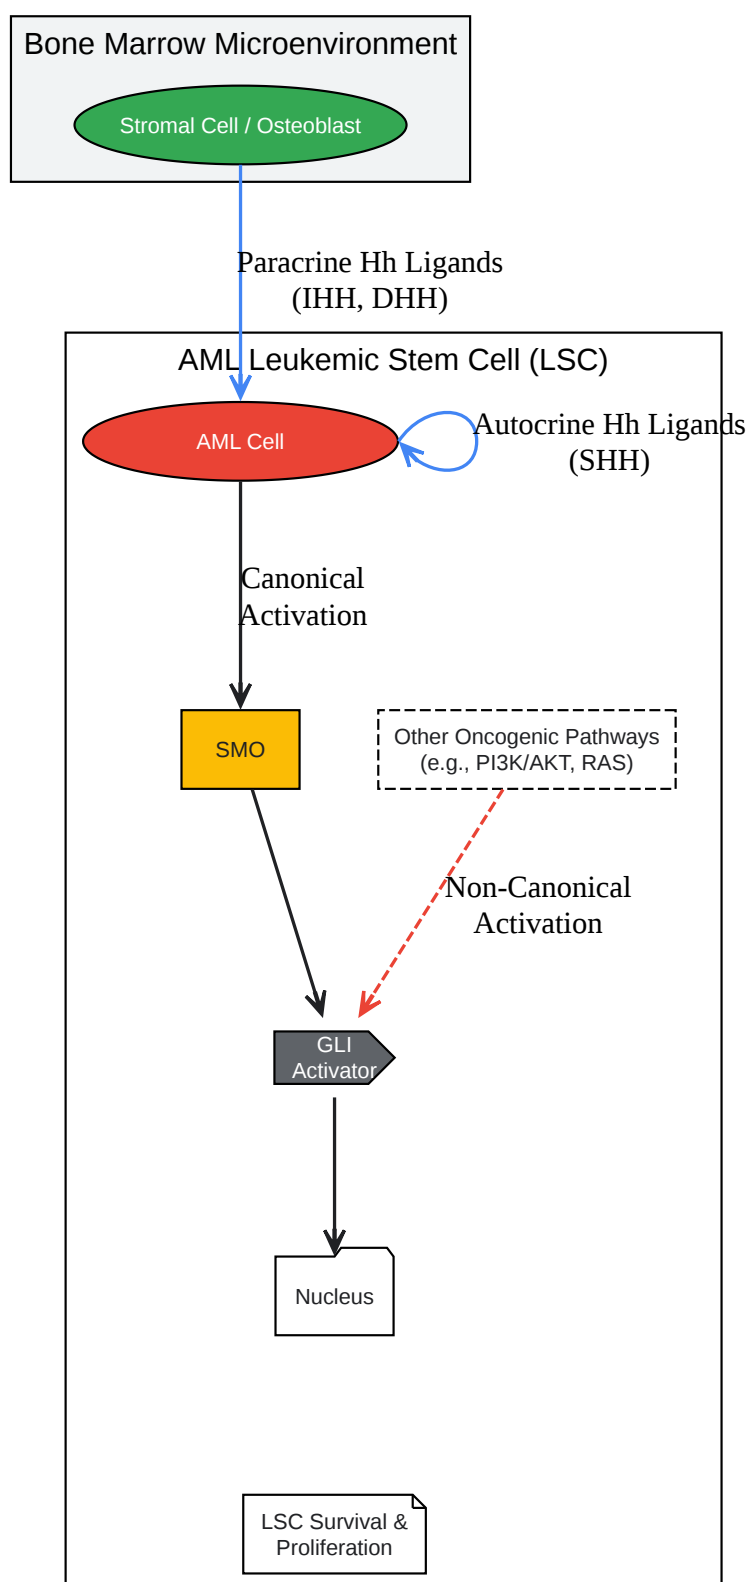 Bone Marrow Microenvironment
Stromal Cell / Osteoblast
Paracrine Hh Ligands
(IHH, DHH)
AML Leukemic Stem Cell (LSC)
AML Cell
Autocrine Hh Ligands
(SHH)
Canonical
Activation
SMO
Other Oncogenic Pathways
(e.g., PI3K/AKT, RAS)
Non-Canonical
Activation
GLI
Activator
Nucleus
LSC Survival &
Proliferation